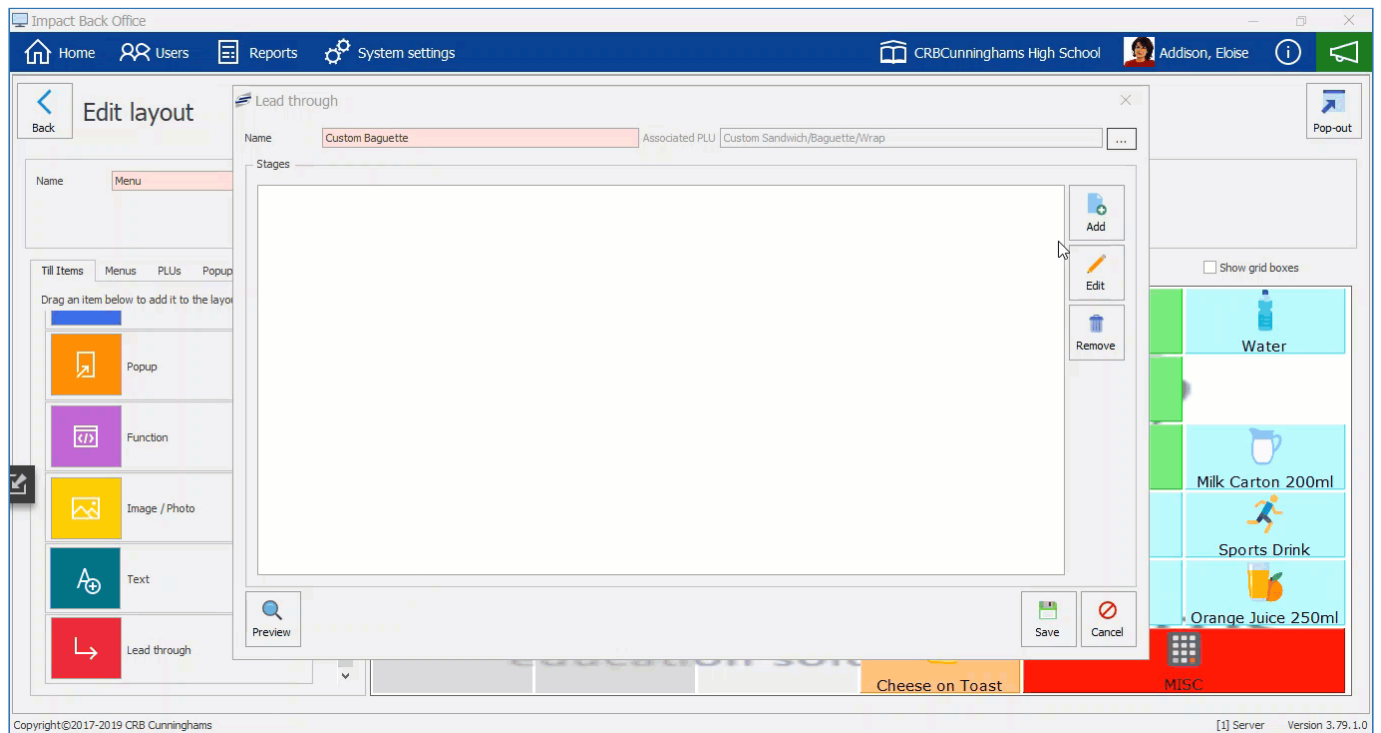 Impact Back Office
Home Users Reports System settings CRBCunninghams High School Addison, Eloise
Back Edit layout
Pop-out
Lead through
Name Custom Baguette Associated PLU Custom Sandwich/Baguette/Wrap ...
Stages
Name Menu
Add
Edit
Remove
Till Items Menus PLUs Popup
Show grid boxes
Drag an item below to add it to the layou
Popup
Function
Image / Photo
Text
Lead through
Water
Milk Carton 200ml
Sports Drink
Orange Juice 250ml
Preview Save Cancel
Cheese on Toast MISC
Copyright©2017-2019 CRB Cunninghams [1] Server Version 3.79.1.0